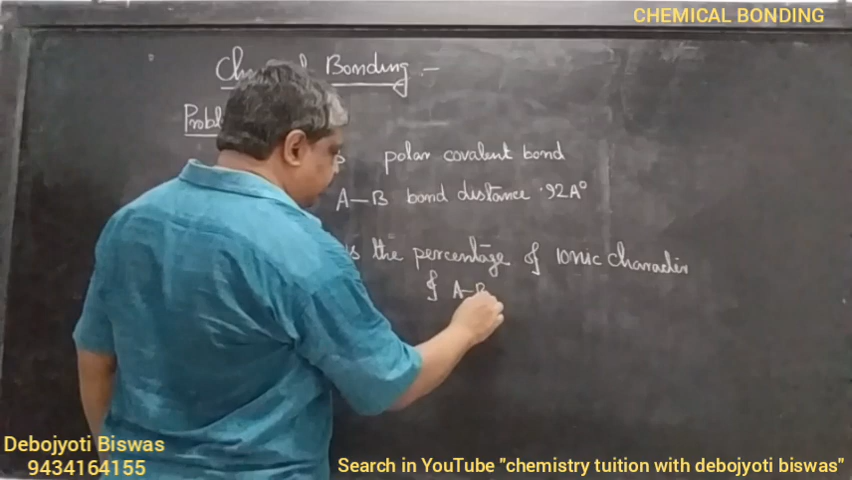 CHEMICAL BONDING
Bonding :-
polar covalent bond
A-B bond distance .92A°
is the percentage of ionic character
of A-B
Debojyoti Biswas
9434164155
Search in YouTube "chemistry tuition with debojyoti biswas"